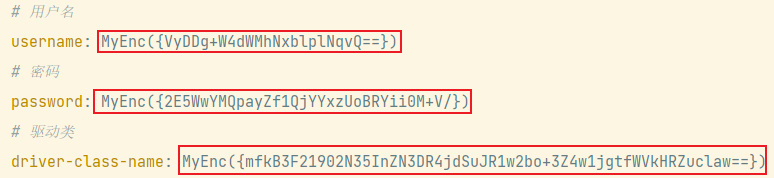 # 用户名
username: MyEnc({VyDDg+W4dWMhNxblplNqvQ==})
# 密码
password: MyEnc({2E5WwYMQpayZf1QjYYxzUoBRYii0M+V/})
# 驱动类
driver-class-name: MyEnc({mfkB3F21902N35InZN3DR4jdSuJR1w2bo+3Z4w1jgtfWVkHRZuclaw==})